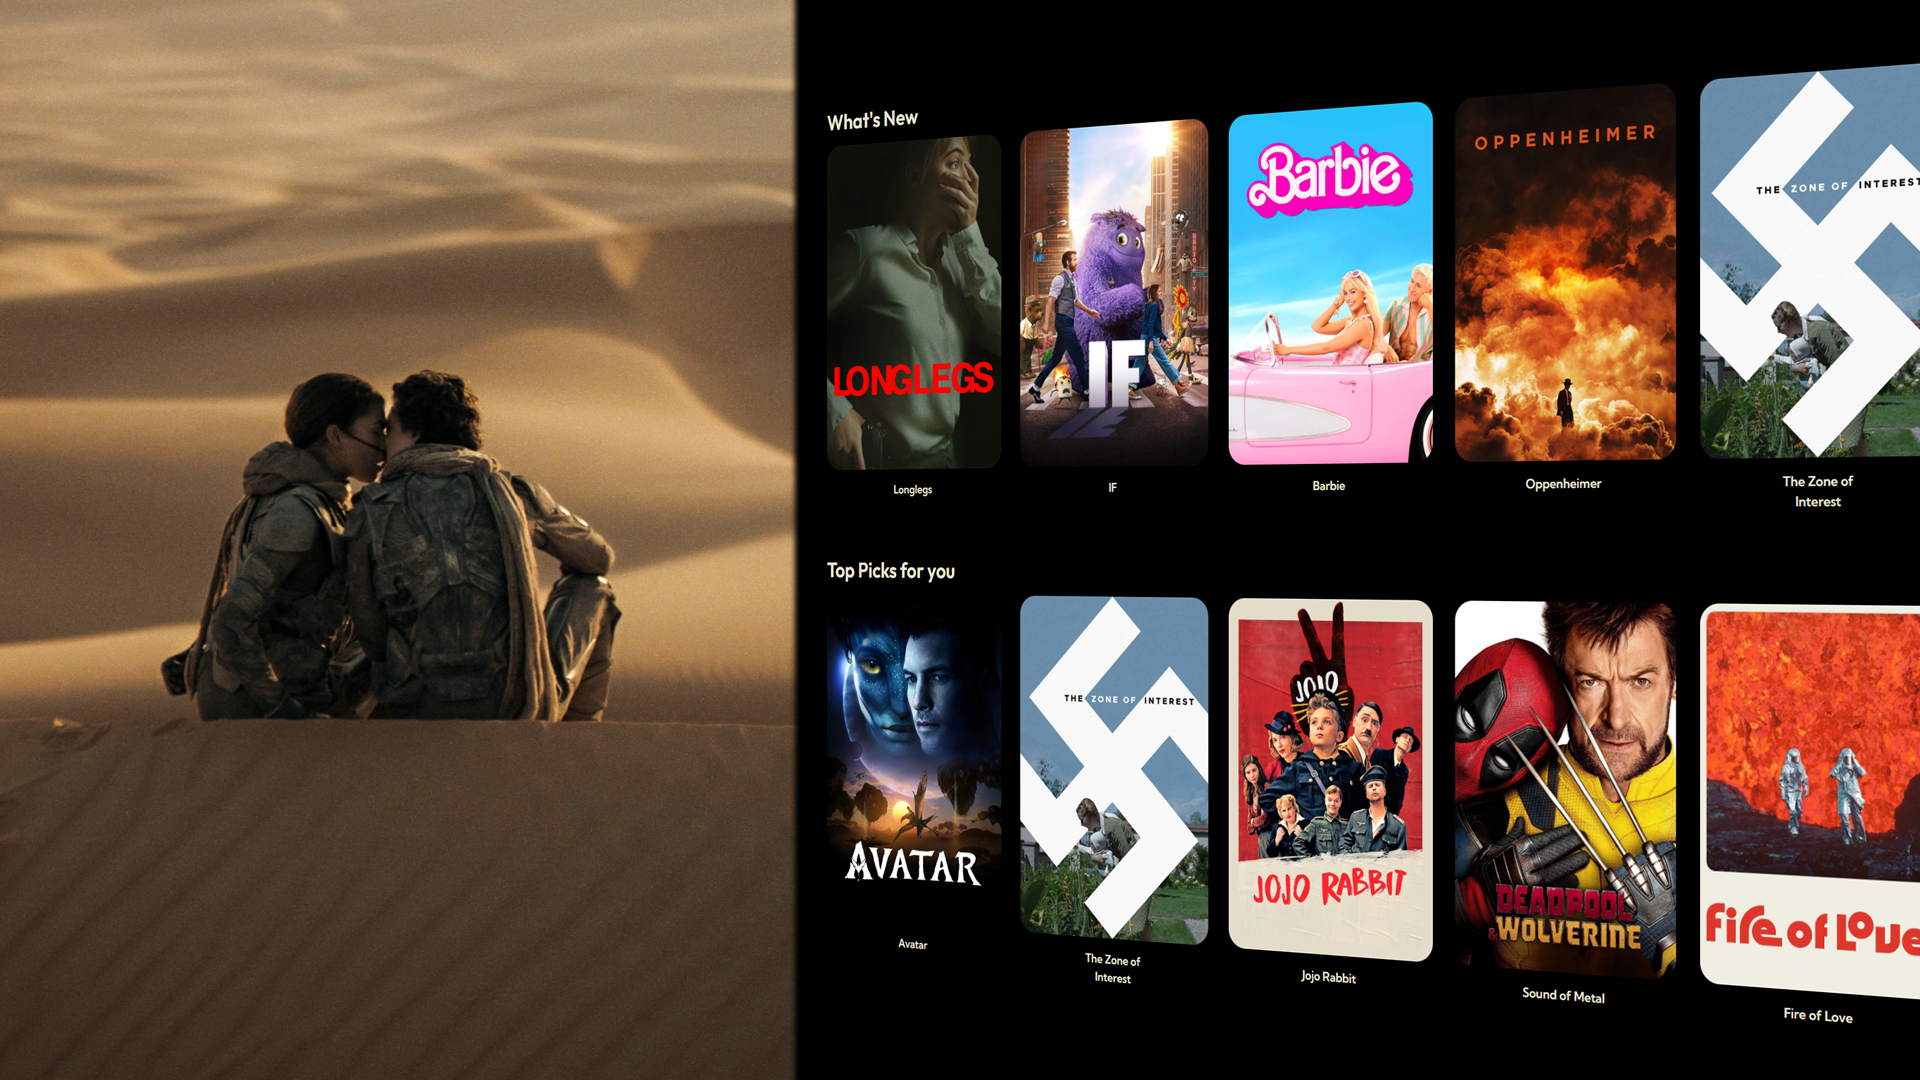 What's New
LONGLEGS
IF
Barbie
OPPENHEIMER
THE ZONE OF INTEREST
Longlegs
IF
Barbie
Oppenheimer
The Zone of
Interest
Top Picks for you
AVATAR
THE ZONE OF INTEREST
JOJO
JOJO RABBIT
DEADPOOL
& WOLVERINE
Fire of Love
Avatar
The Zone of
Interest
Jojo Rabbit
Sound of Metal
Fire of Love